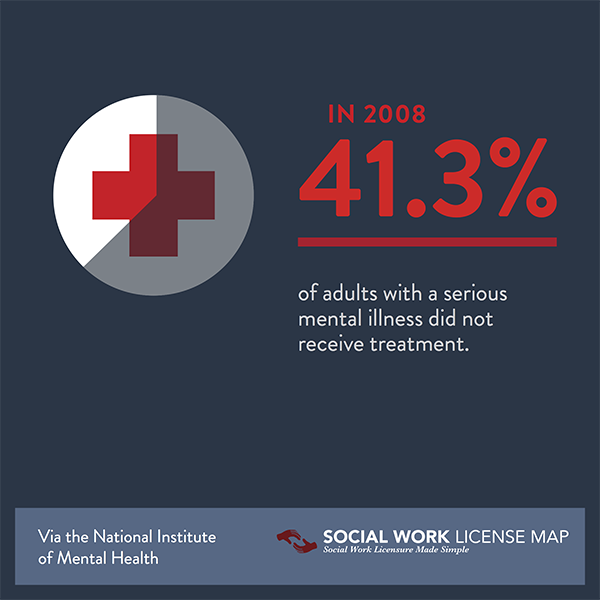 IN 2008
41.3%
of adults with a serious
mental illness did not
receive treatment.
Via the National Institute
of Mental Health
SOCIAL WORK LICENSE MAP
Social Work Licensure Made Simple